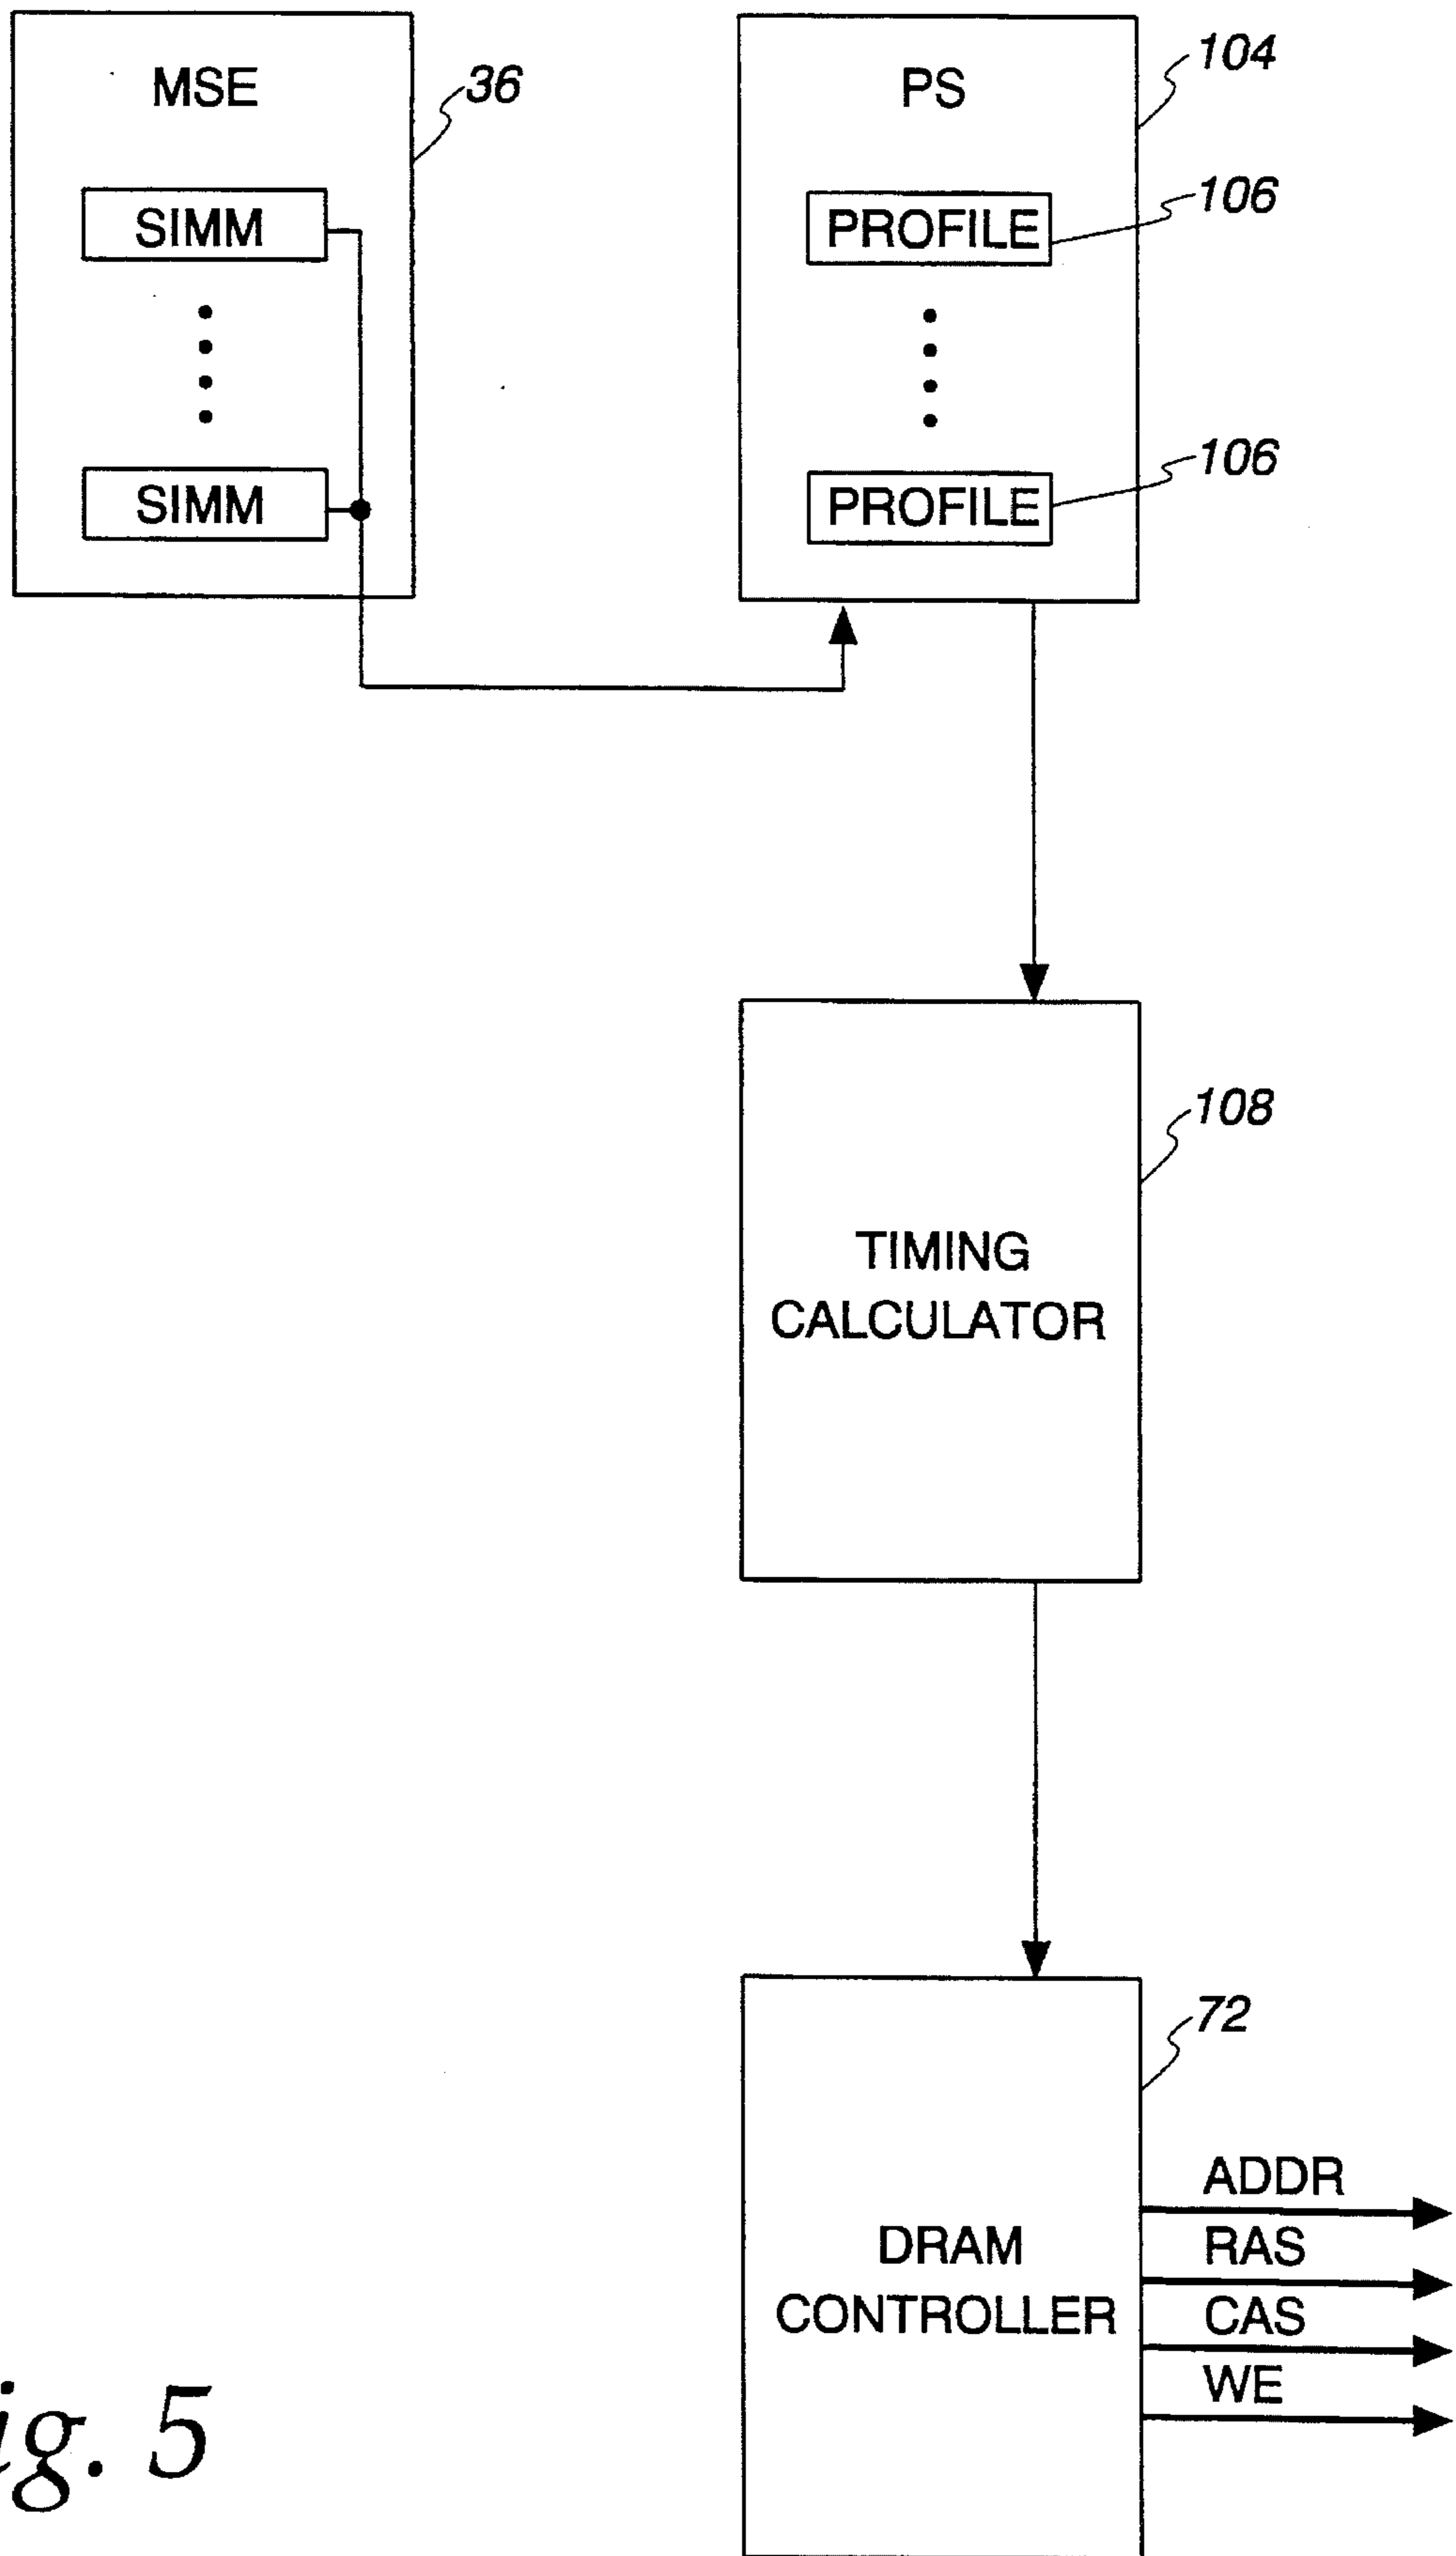 MSE
36
SIMM
SIMM
PS
104
PROFILE
106
PROFILE
106
108
TIMING
CALCULATOR
72
DRAM
CONTROLLER
ADDR
RAS
CAS
WE
ig. 5